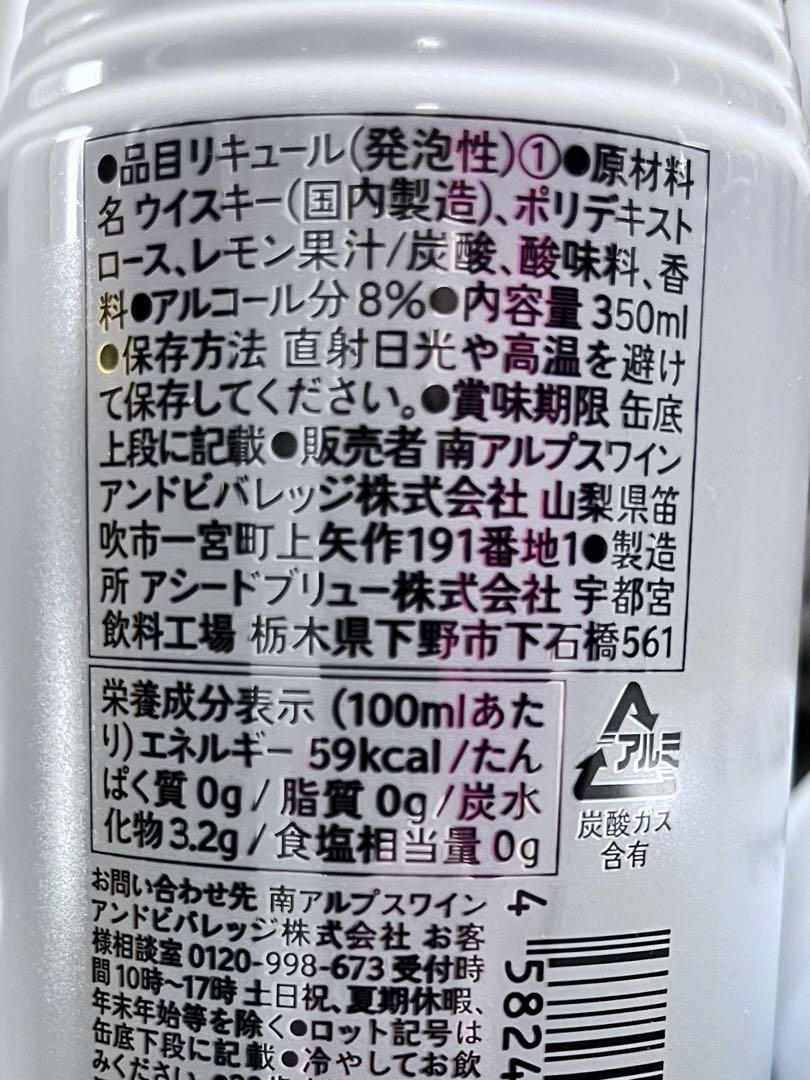 ●品目リキュール(発泡性)①●原材料
名 ウイスキー(国内製造)、ポリデキスト
ロース、レモン果汁/炭酸、酸味料、香
料●アルコール分 8%●内容量 350ml
●保存方法 直射日光や高温を避け
て保存してください。●賞味期限 缶底
上段に記載●販売者 南アルプスワイン
アンドビバレッジ株式会社 山梨県笛
吹市一宮町上矢作191番地1●製造
所 アシードブリュー株式会社 宇都宮
飲料工場 栃木県下野市下石橋561
栄養成分表示 (100mlあた
り)エネルギー 59kcal/たん
ぱく質 0g/脂質 0g/炭水
化物 3.2g/食塩相当量 0g
アルミ
炭酸ガス
含有
お問い合わせ先 南アルプスワイン
アンドビバレッジ株式会社 お客
様相談室 0120-998-673 受付時
間 10時〜17時 土日祝、夏期休暇、
年末年始等を除く●ロット記号は
缶底下段に記載●冷やしてお飲
みください
4
5824